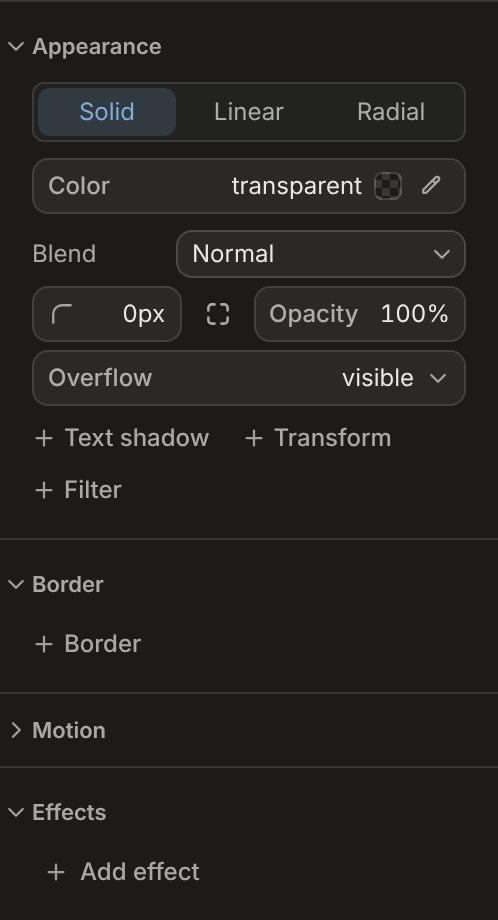 Appearance
Solid Linear Radial
Color transparent
Blend Normal
0px Opacity 100%
Overflow visible
+ Text shadow + Transform
+ Filter
Border
+ Border
Motion
Effects
+ Add effect